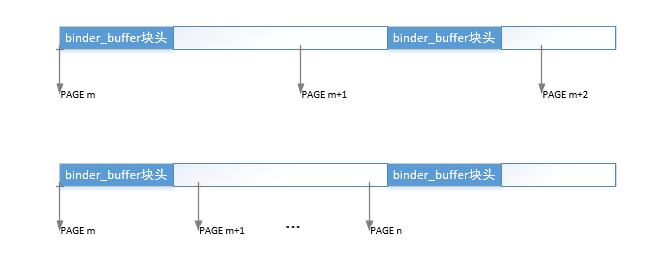 binder_buffer块头 binder_buffer块头
PAGE m PAGE m+1 PAGE m+2
binder_buffer块头 binder_buffer块头
PAGE m PAGE m+1 ... PAGE n